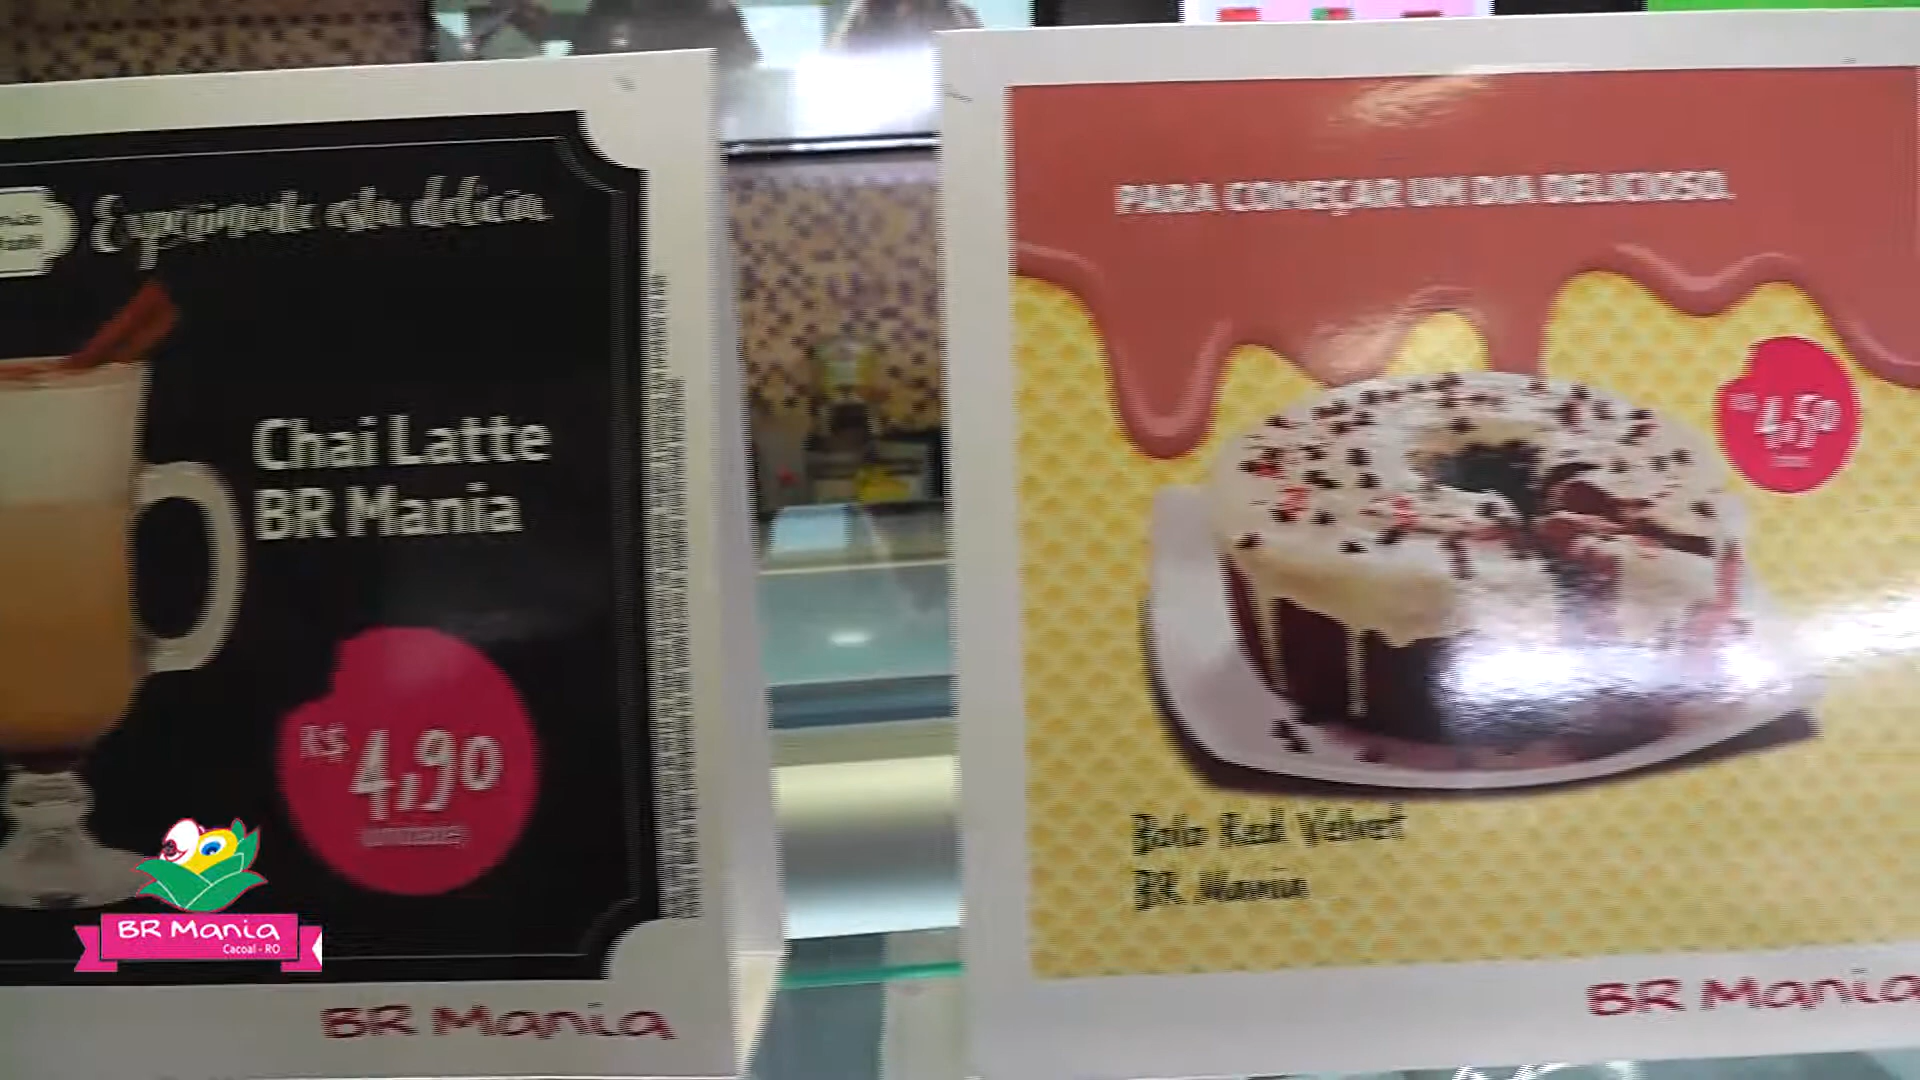 Experimente esta delícia
Chai Latte
BR Mania
R$ 4,90
BR Mania
Cacoal - RO
BR Mania
PARA COMEÇAR UM DIA DELICIOSO.
R$ 4,50
Bolo Red Velvet
BR Mania
BR Mania